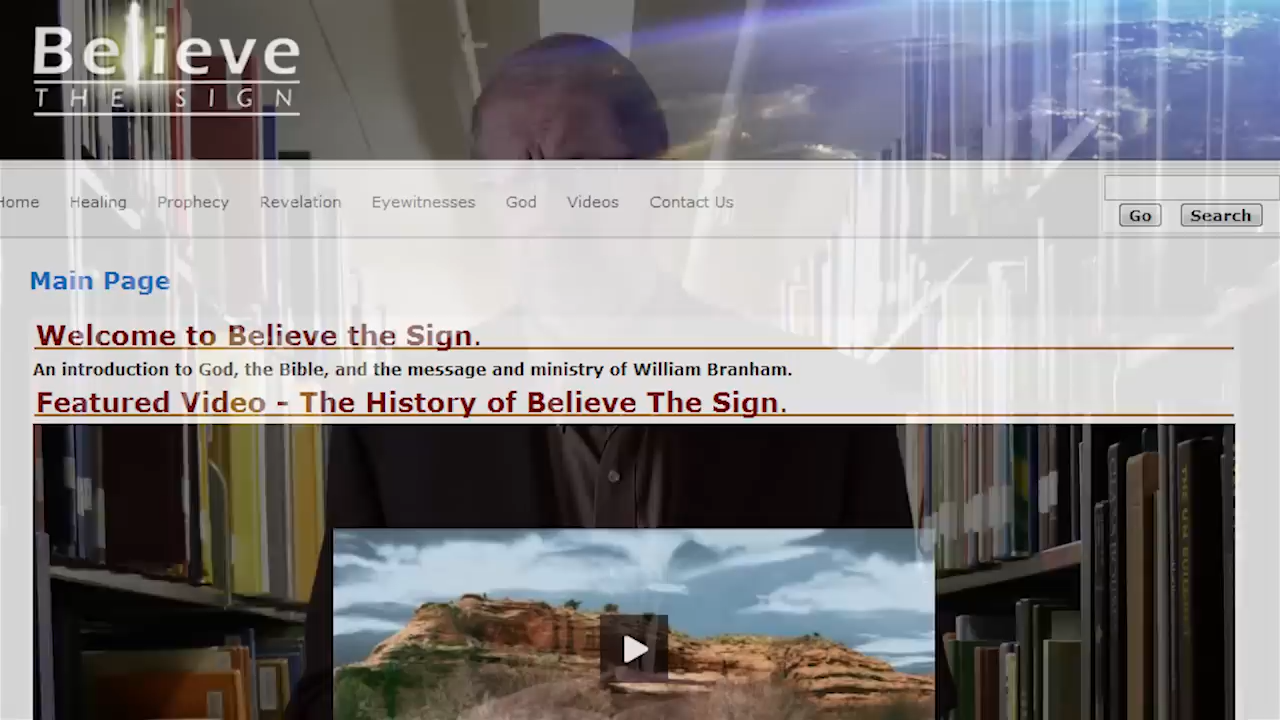 Believe
THE SIGN
Home Healing Prophecy Revelation Eyewitnesses God Videos Contact Us
Go Search
Main Page
Welcome to Believe the Sign.
An introduction to God, the Bible, and the message and ministry of William Branham.
Featured Video - The History of Believe The Sign.